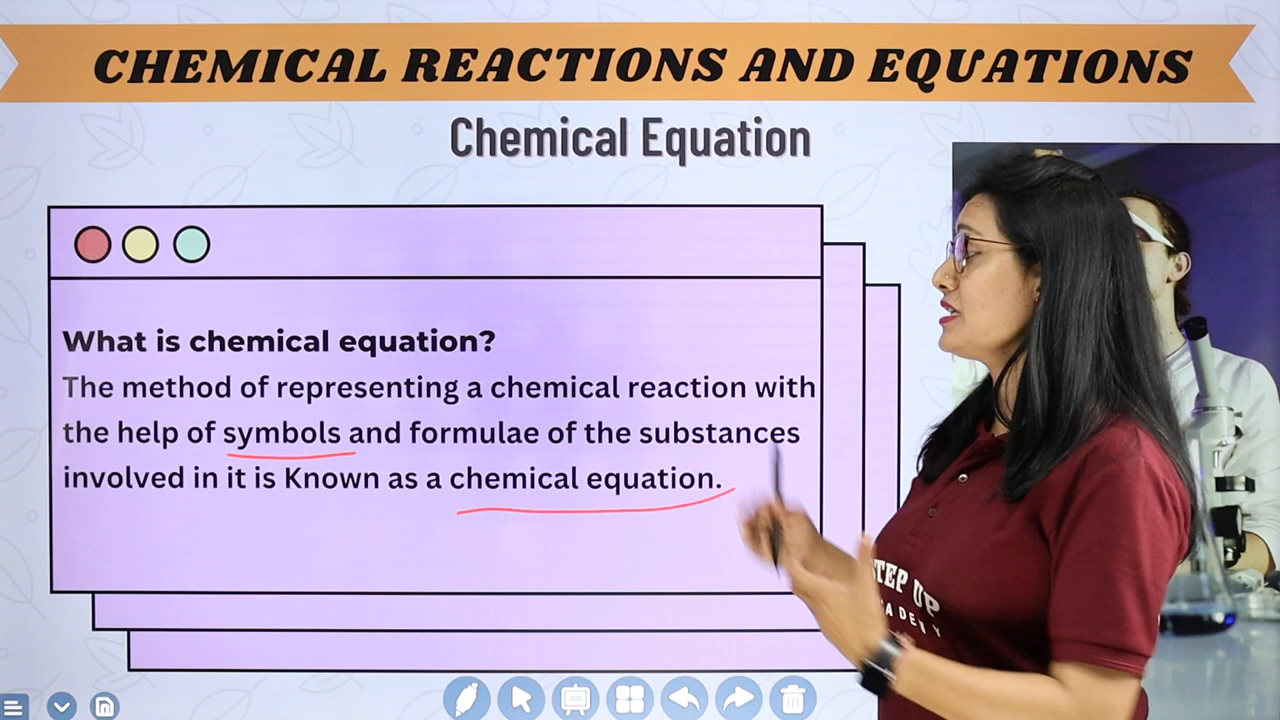 CHEMICAL REACTIONS AND EQUATIONS
Chemical Equation
What is chemical equation?
The method of representing a chemical reaction with
the help of symbols and formulae of the substances
involved in it is Known as a chemical equation.
STEP UP
ADEMY